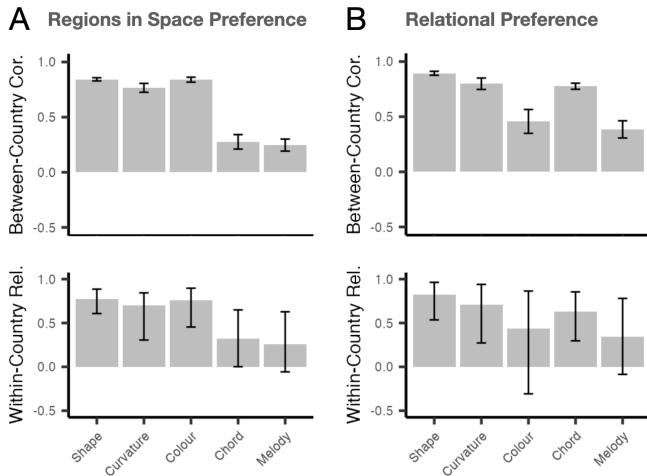 A Regions in Space Preference
Between-Country Cor.
1.0
0.5
0.0
-0.5
Within-Country Rel.
1.0
0.5
0.0
-0.5
Shape
Curvature
Colour
Chord
Melody
B Relational Preference
Between-Country Cor.
1.0
0.5
0.0
-0.5
Within-Country Rel.
1.0
0.5
0.0
-0.5
Shape
Curvature
Colour
Chord
Melody